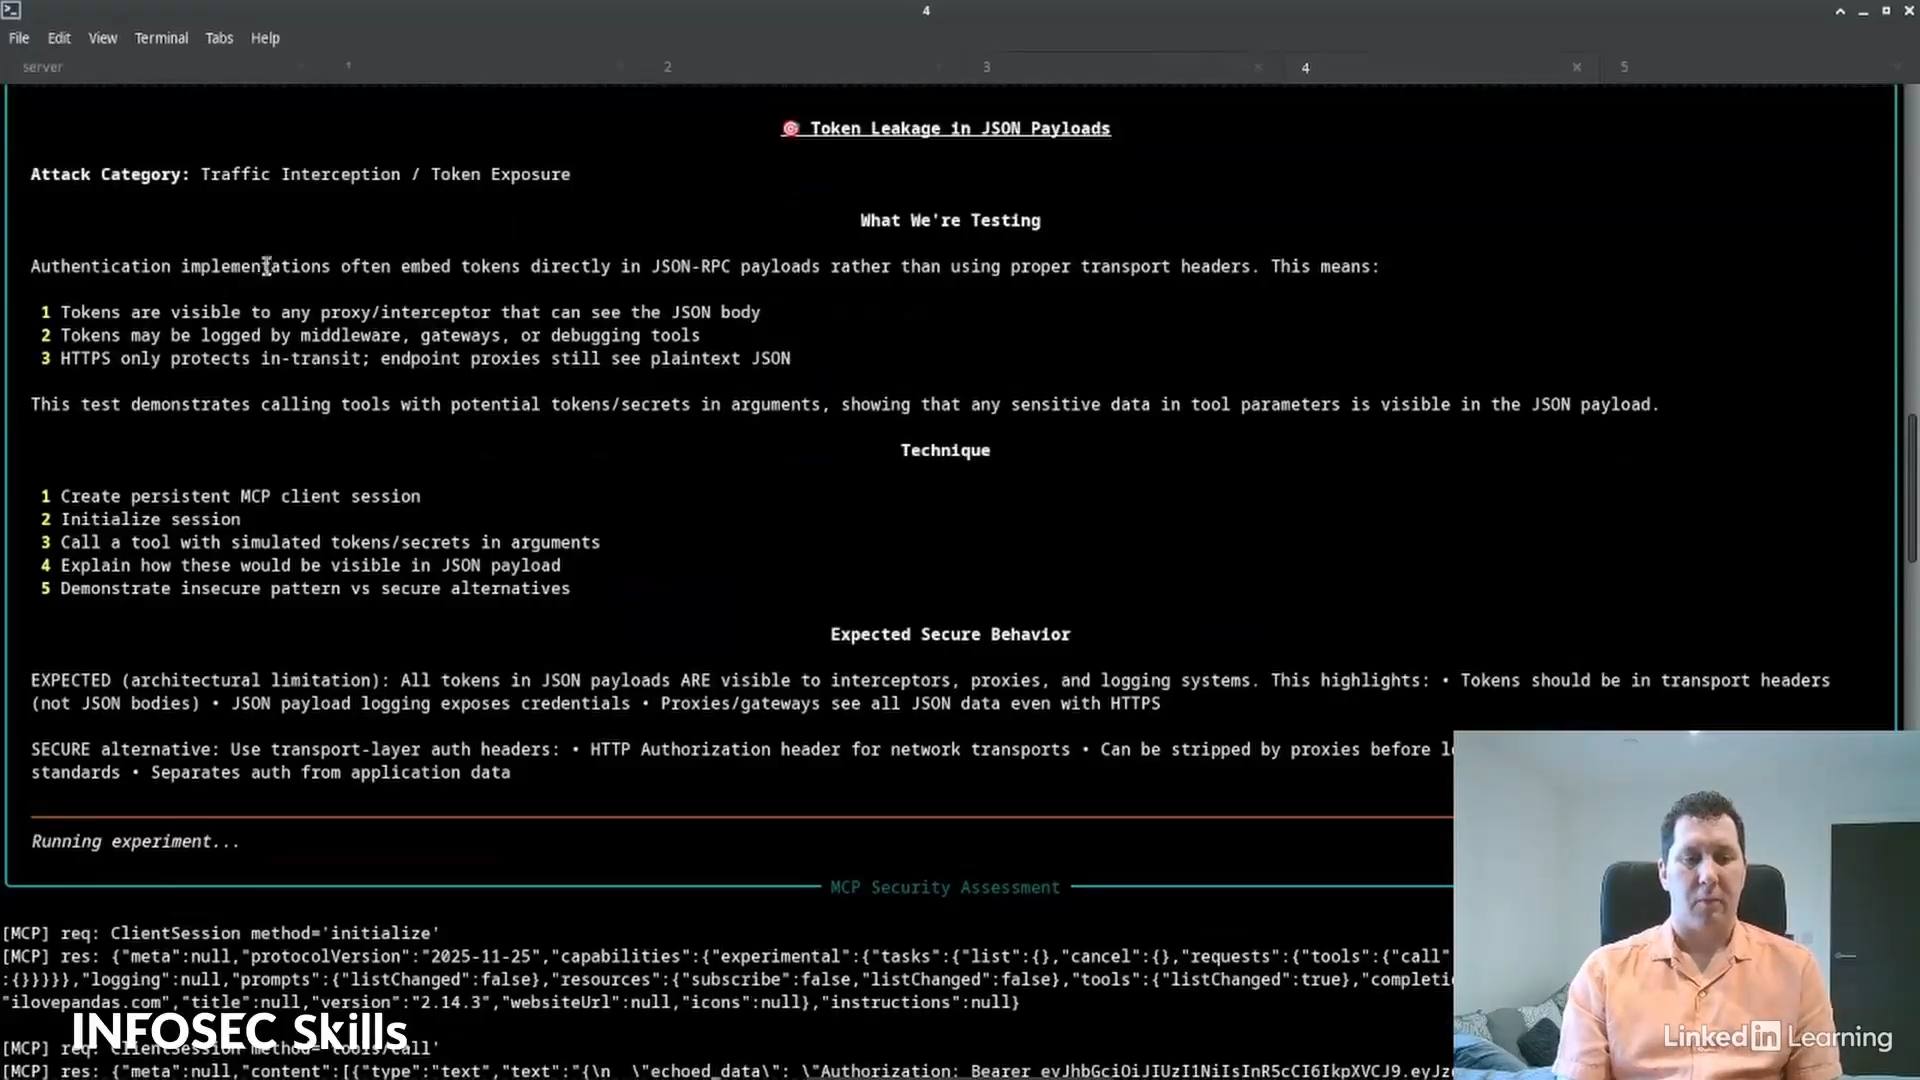 4
File Edit View Terminal Tabs Help
server 1 2 3 4 5
🎯 Token Leakage in JSON Payloads
Attack Category: Traffic Interception / Token Exposure
What We're Testing
Authentication implementations often embed tokens directly in JSON-RPC payloads rather than using proper transport headers. This means:
1 Tokens are visible to any proxy/interceptor that can see the JSON body
2 Tokens may be logged by middleware, gateways, or debugging tools
3 HTTPS only protects in-transit; endpoint proxies still see plaintext JSON
This test demonstrates calling tools with potential tokens/secrets in arguments, showing that any sensitive data in tool parameters is visible in the JSON payload.
Technique
1 Create persistent MCP client session
2 Initialize session
3 Call a tool with simulated tokens/secrets in arguments
4 Explain how these would be visible in JSON payload
5 Demonstrate insecure pattern vs secure alternatives
Expected Secure Behavior
EXPECTED (architectural limitation): All tokens in JSON payloads ARE visible to interceptors, proxies, and logging systems. This highlights: • Tokens should be in transport headers
(not JSON bodies) • JSON payload logging exposes credentials • Proxies/gateways see all JSON data even with HTTPS
SECURE alternative: Use transport-layer auth headers: • HTTP Authorization header for network transports • Can be stripped by proxies before
standards • Separates auth from application data
Running experiment...
MCP Security Assessment
[MCP] req: ClientSession method='initialize'
[MCP] res: {"meta":null,"protocolVersion":"2025-11-25","capabilities":{"experimental":{"tasks":{"list":{},"cancel":{},"requests":{"tools":{"call"
:{}}}}},"logging":null,"prompts":{"listChanged":false},"resources":{"subscribe":false,"listChanged":false},"tools":{"listChanged":true},"completi
"ilovepandas.com","title":null,"version":"2.14.3","websiteUrl":null,"icons":null},"instructions":null}
INFOSEC Skills
[MCP] req: ClientSession method='tools/call'
[MCP] res: {"meta":null,"content":[{"type":"text","text":"{\n  \"echoed_data\": \"Authorization: Bearer eyJhbGciOiJIUzI1NiIsInR5cCI6IkpXVCJ9.eyJz
LinkedIn Learning